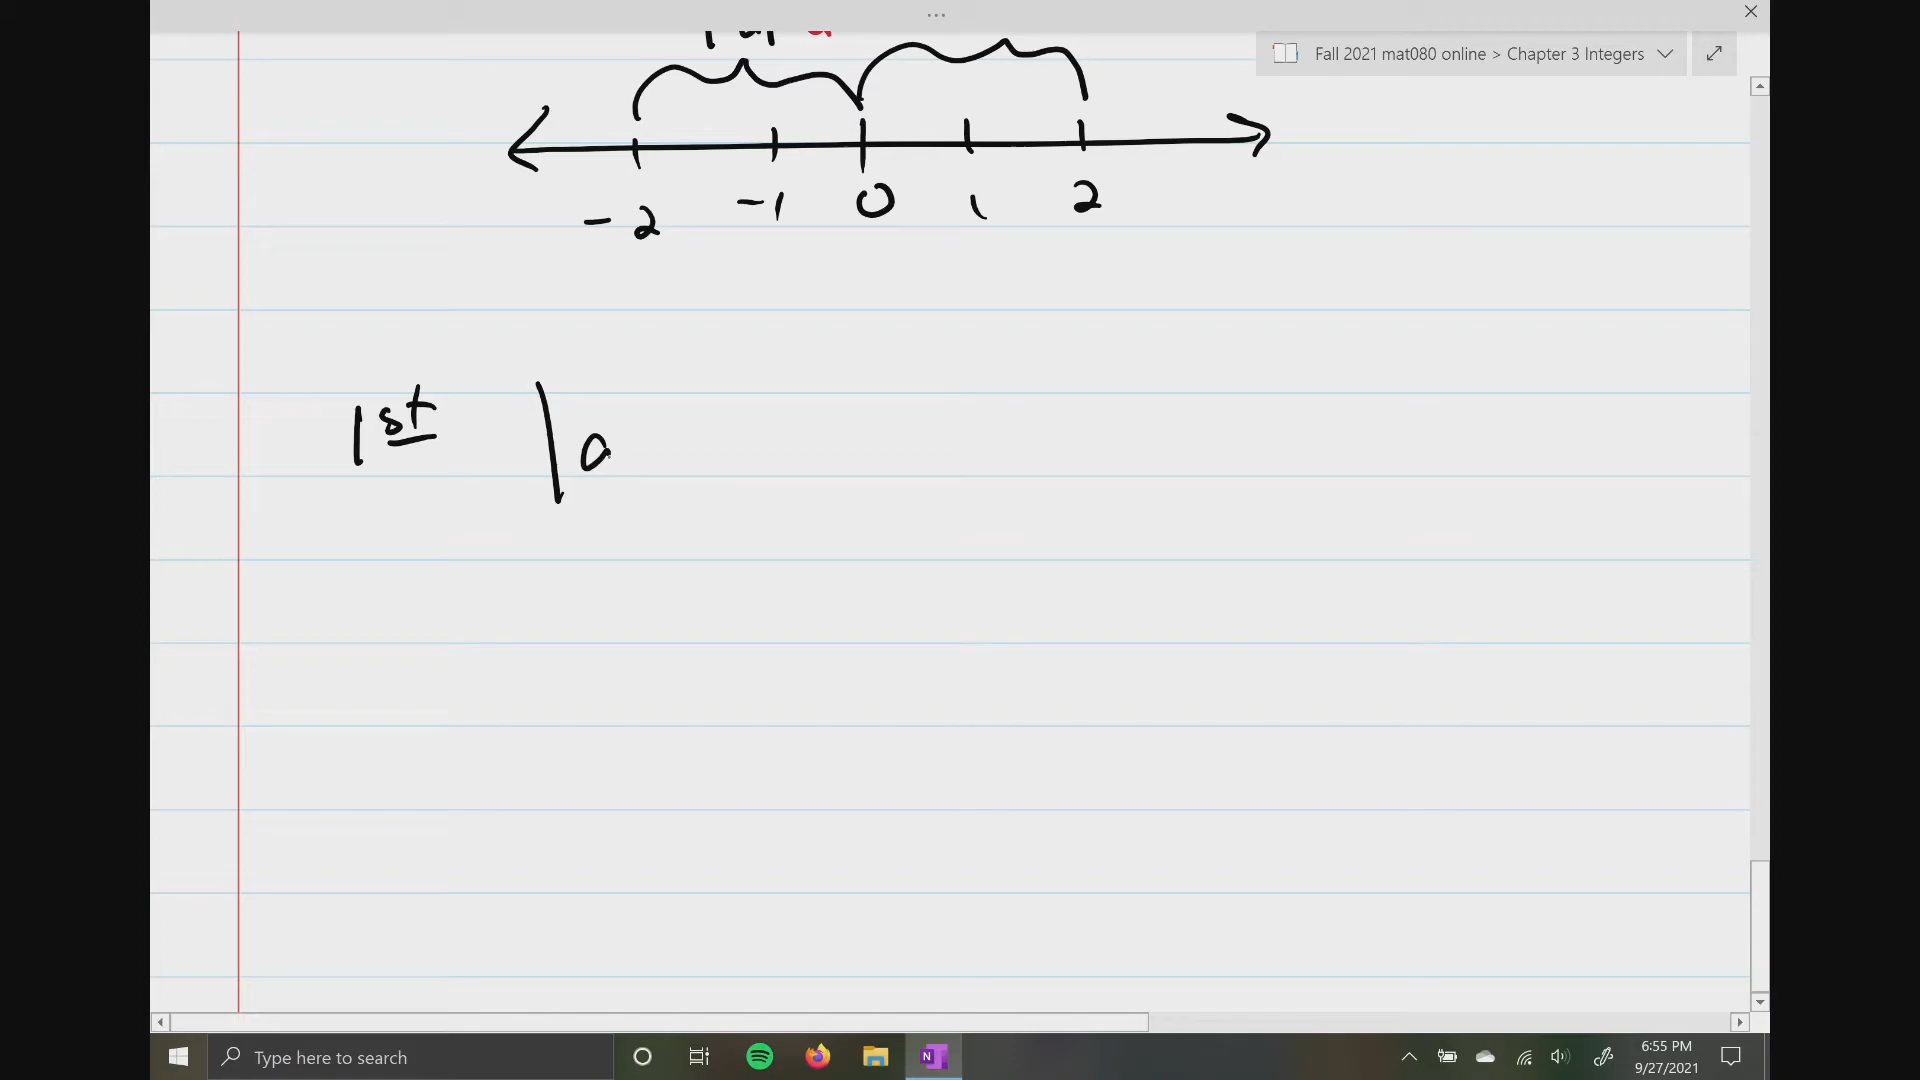 ...
Fall 2021 mat080 online > Chapter 3 Integers
-2 -1 0 1 2
1st |a
Type here to search
6:55 PM
9/27/2021